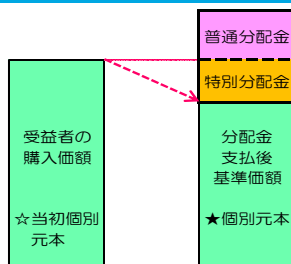 普通分配金
特別分配金
受益者の
購入価額
☆当初個別
元本
分配金
支払後
基準価額
★個別元本